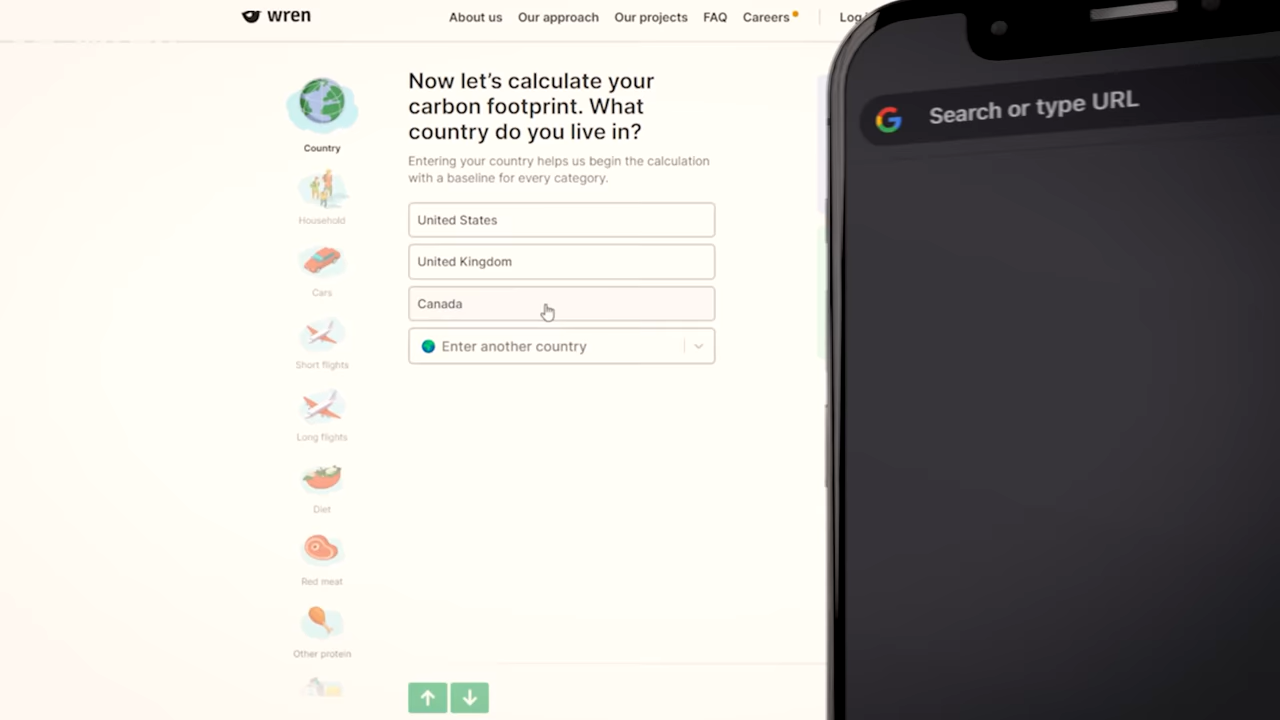 wren
About us Our approach Our projects FAQ Careers Log
Search or type URL
Now let's calculate your
carbon footprint. What
country do you live in?
Entering your country helps us begin the calculation
with a baseline for every category.
United States
United Kingdom
Canada
Enter another country
Country
Household
Cars
Short flights
Long flights
Diet
Red meat
Other protein